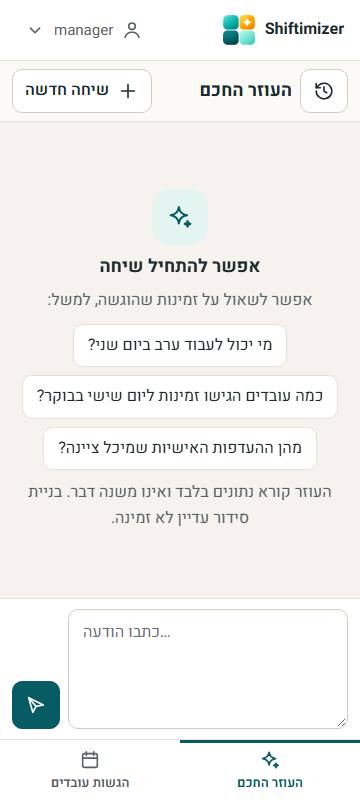 Shiftimizer
manager
העוזר החכם
שיחה חדשה
אפשר להתחיל שיחה
אפשר לשאול על זמינות שהוגשה, למשל:
מי יכול לעבוד ערב ביום שני?
כמה עובדים הגישו זמינות ליום שישי בבוקר?
מהן ההעדפות האישיות שמיכל ציינה?
העוזר קורא נתונים בלבד ואינו משנה דבר. בניית
סידור עדיין לא זמינה.
כתבו הודעה...
העוזר החכם
הגשות עובדים